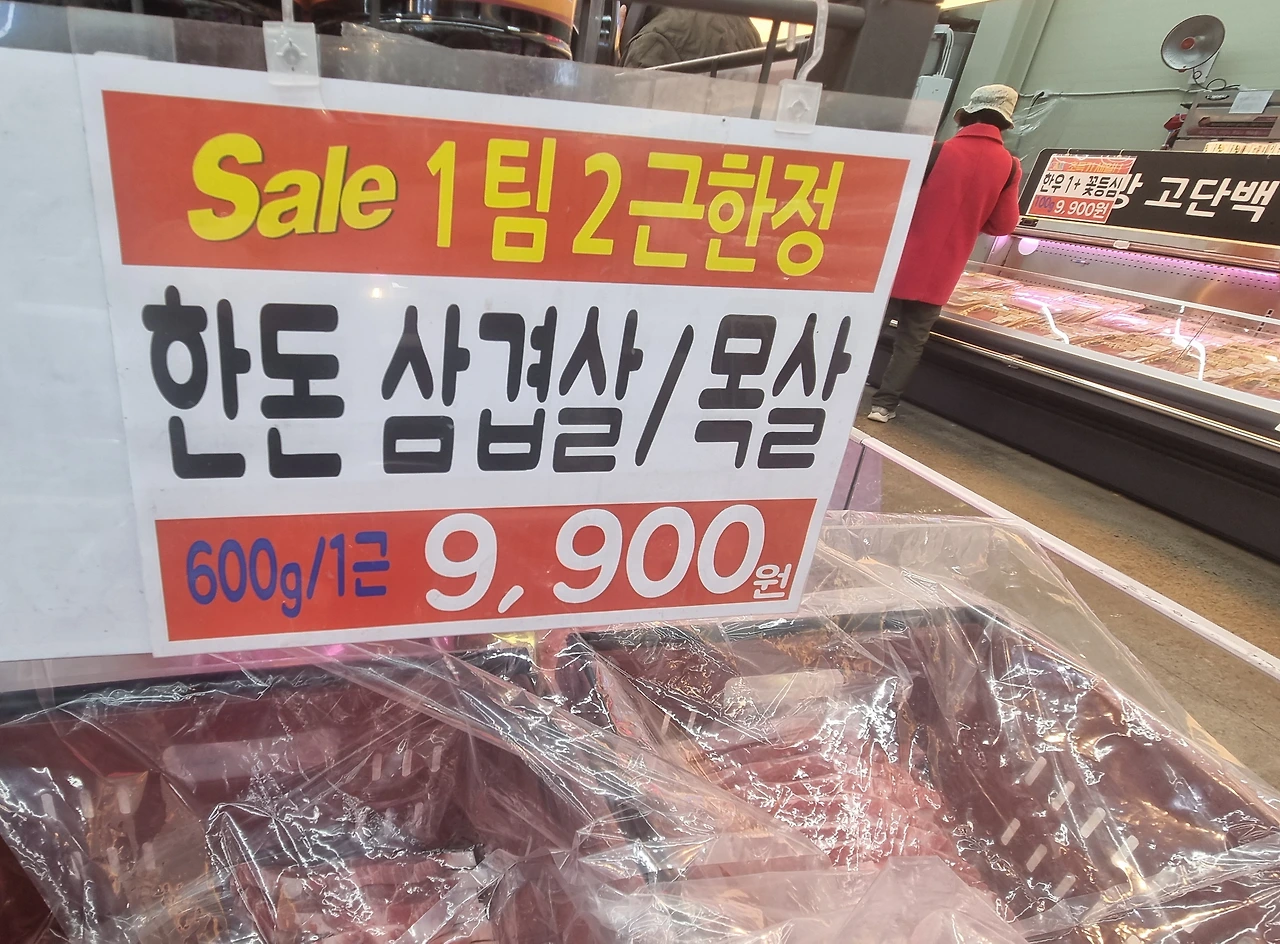 Sale 1팀 2근한정
한돈 삼겹살/목살
600g/1근 9,900원
한우 1+ 꽃등심
100g 9,900원
고단백